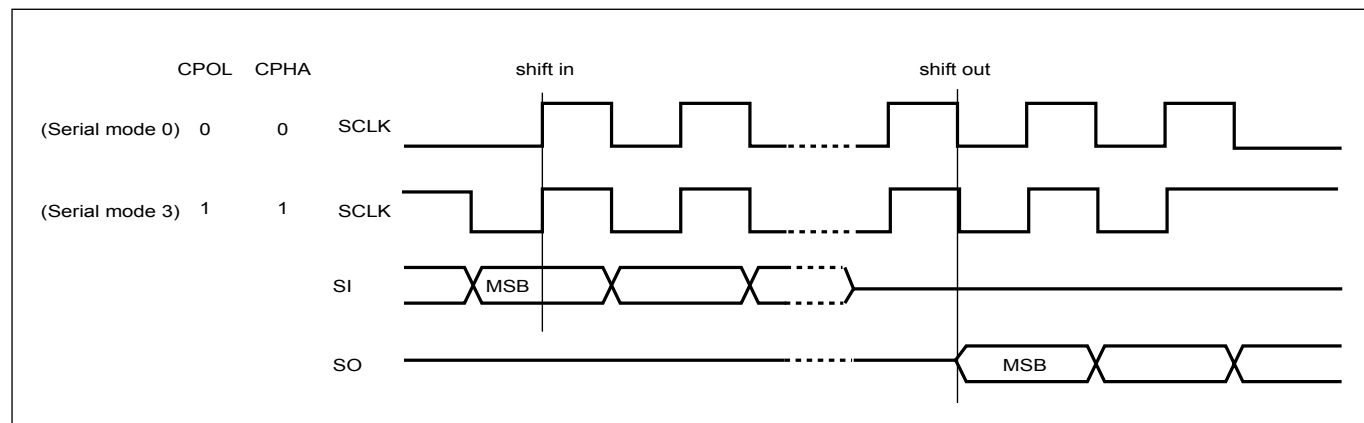 CPOL CPHA shift in shift out
(Serial mode 0) 0 0 SCLK
(Serial mode 3) 1 1 SCLK
SI MSB
SO MSB